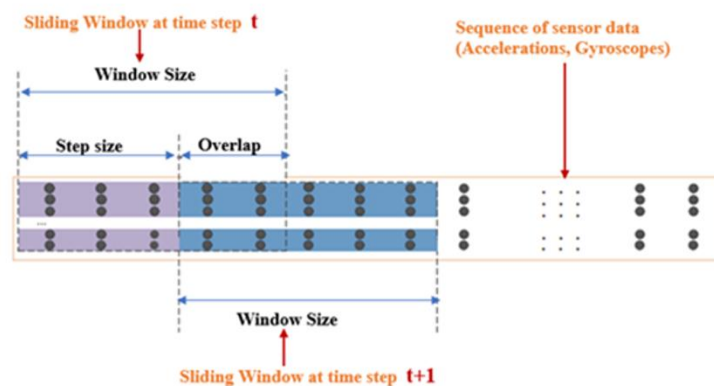 Sliding Window at time step t
Sequence of sensor data
(Accelerations, Gyroscopes)
Window Size
Step size
Overlap
...
Window Size
Sliding Window at time step t+1